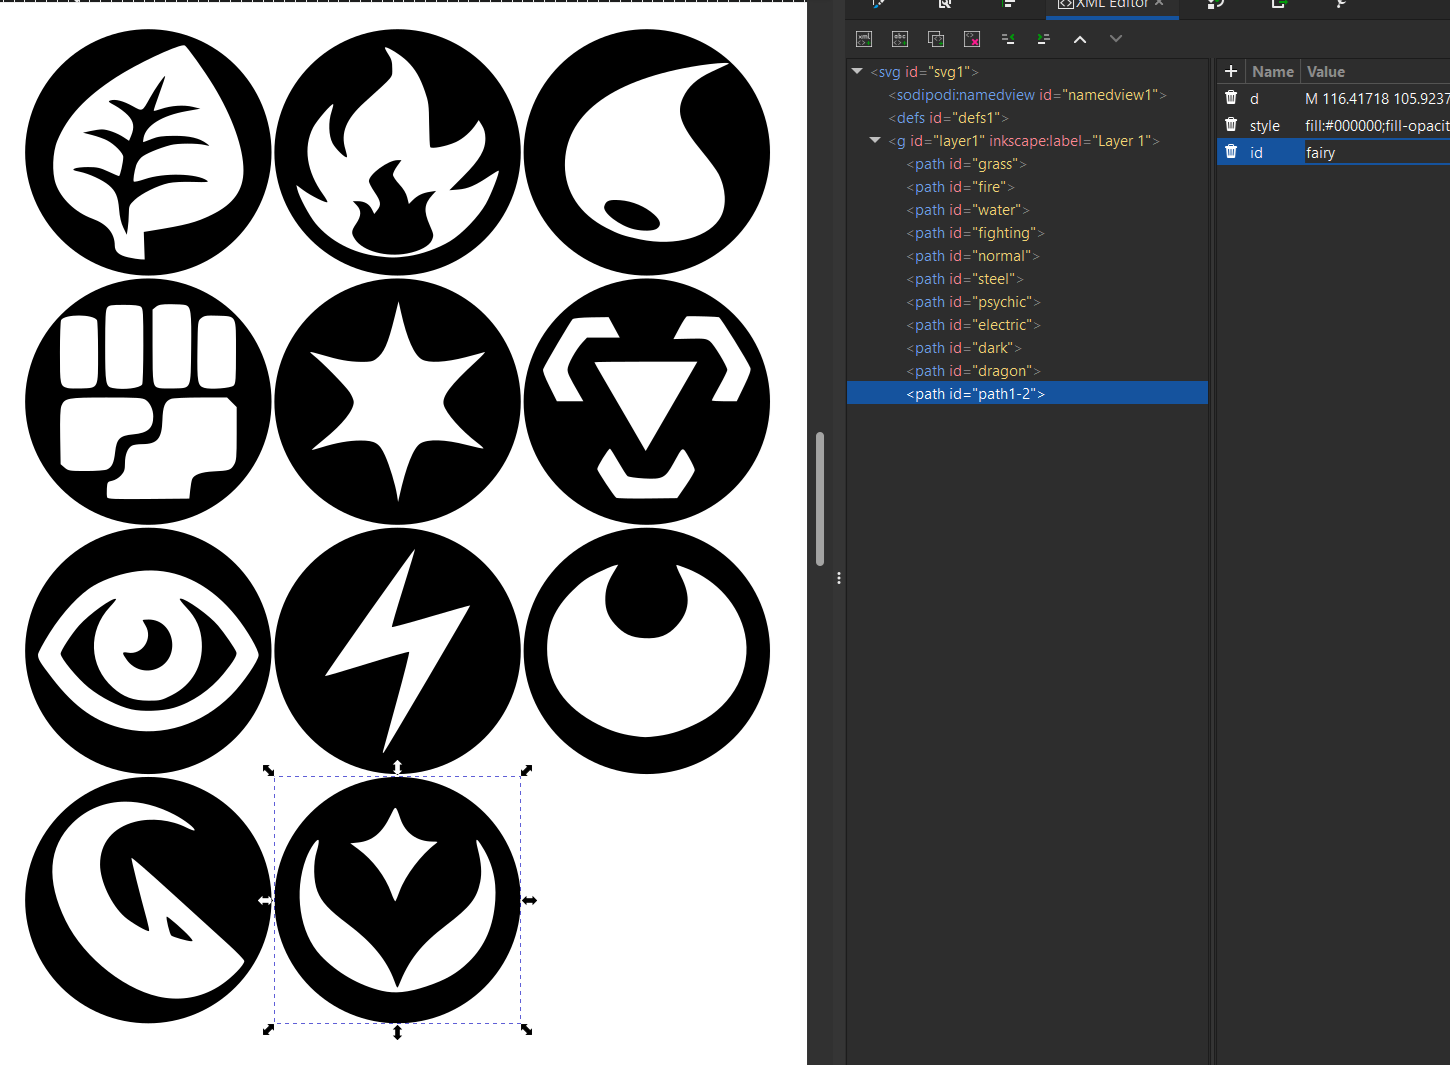 XML Editor
<svg id="svg1">
<sodipodi:namedview id="namedview1">
<defs id="defs1">
<g id="layer1" inkscape:label="Layer 1">
<path id="grass">
<path id="fire">
<path id="water">
<path id="fighting">
<path id="normal">
<path id="steel">
<path id="psychic">
<path id="electric">
<path id="dark">
<path id="dragon">
<path id="path1-2">
Name Value
d M 116.41718 105.9237
style fill:#000000;fill-opacit
id fairy